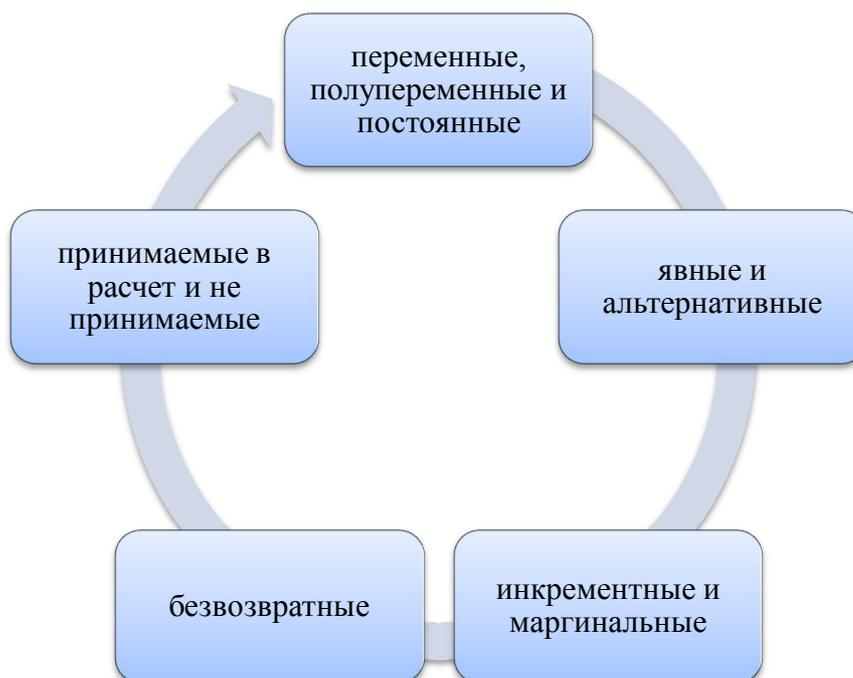 переменные,
полупеременные и
постоянные
явные и
альтернативные
инкрементные и
маргинальные
безвозвратные
принимаемые в
расчет и не
принимаемые